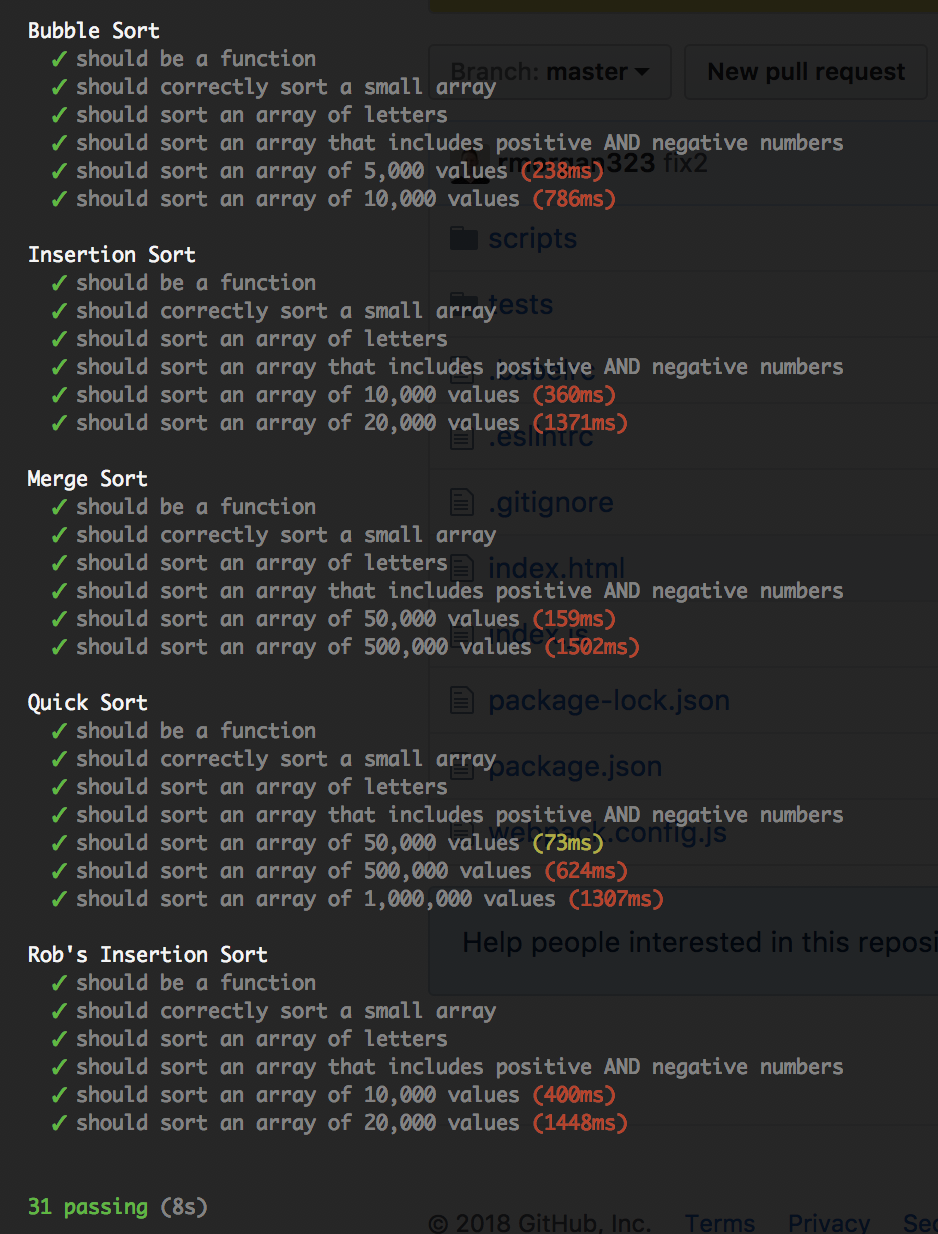 Bubble Sort
✓ should be a function
✓ should correctly sort a small array
✓ should sort an array of letters
✓ should sort an array that includes positive AND negative numbers
✓ should sort an array of 5,000 values (238ms)
✓ should sort an array of 10,000 values (786ms)
Insertion Sort
✓ should be a function
✓ should correctly sort a small array
✓ should sort an array of letters
✓ should sort an array that includes positive AND negative numbers
✓ should sort an array of 10,000 values (360ms)
✓ should sort an array of 20,000 values (1371ms)
Merge Sort
✓ should be a function
✓ should correctly sort a small array
✓ should sort an array of letters
✓ should sort an array that includes positive AND negative numbers
✓ should sort an array of 50,000 values (159ms)
✓ should sort an array of 500,000 values (1502ms)
Quick Sort
✓ should be a function
✓ should correctly sort a small array
✓ should sort an array of letters
✓ should sort an array that includes positive AND negative numbers
✓ should sort an array of 50,000 values (73ms)
✓ should sort an array of 500,000 values (624ms)
✓ should sort an array of 1,000,000 values (1307ms)
Rob's Insertion Sort
✓ should be a function
✓ should correctly sort a small array
✓ should sort an array of letters
✓ should sort an array that includes positive AND negative numbers
✓ should sort an array of 10,000 values (400ms)
✓ should sort an array of 20,000 values (1448ms)
31 passing (8s)
Branch: master
New pull request
rmorgan323 fix2
scripts
tests
.babelrc
.eslintrc
.gitignore
index.html
index.js
package-lock.json
package.json
webpack.config.js
Help people interested in this reposi
© 2018 GitHub, Inc. Terms Privacy Sec